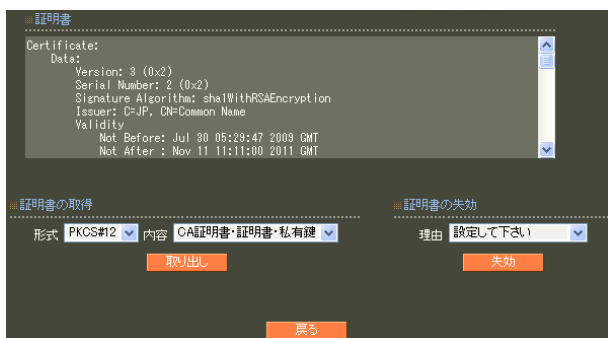 証明書
Certificate:
Data:
Version: 3 (0x2)
Serial Number: 2 (0x2)
Signature Algorithm: sha1WithRSAEncryption
Issuer: C=JP, CN=Common Name
Validity
Not Before: Jul 30 05:29:47 2009 GMT
Not After : Nov 11 11:11:00 2011 GMT
証明書の取得
証明書の失効
形式 PKCS#12 内容 CA証明書・証明書・私有鍵
理由 設定して下さい
取り出し
失効
戻る